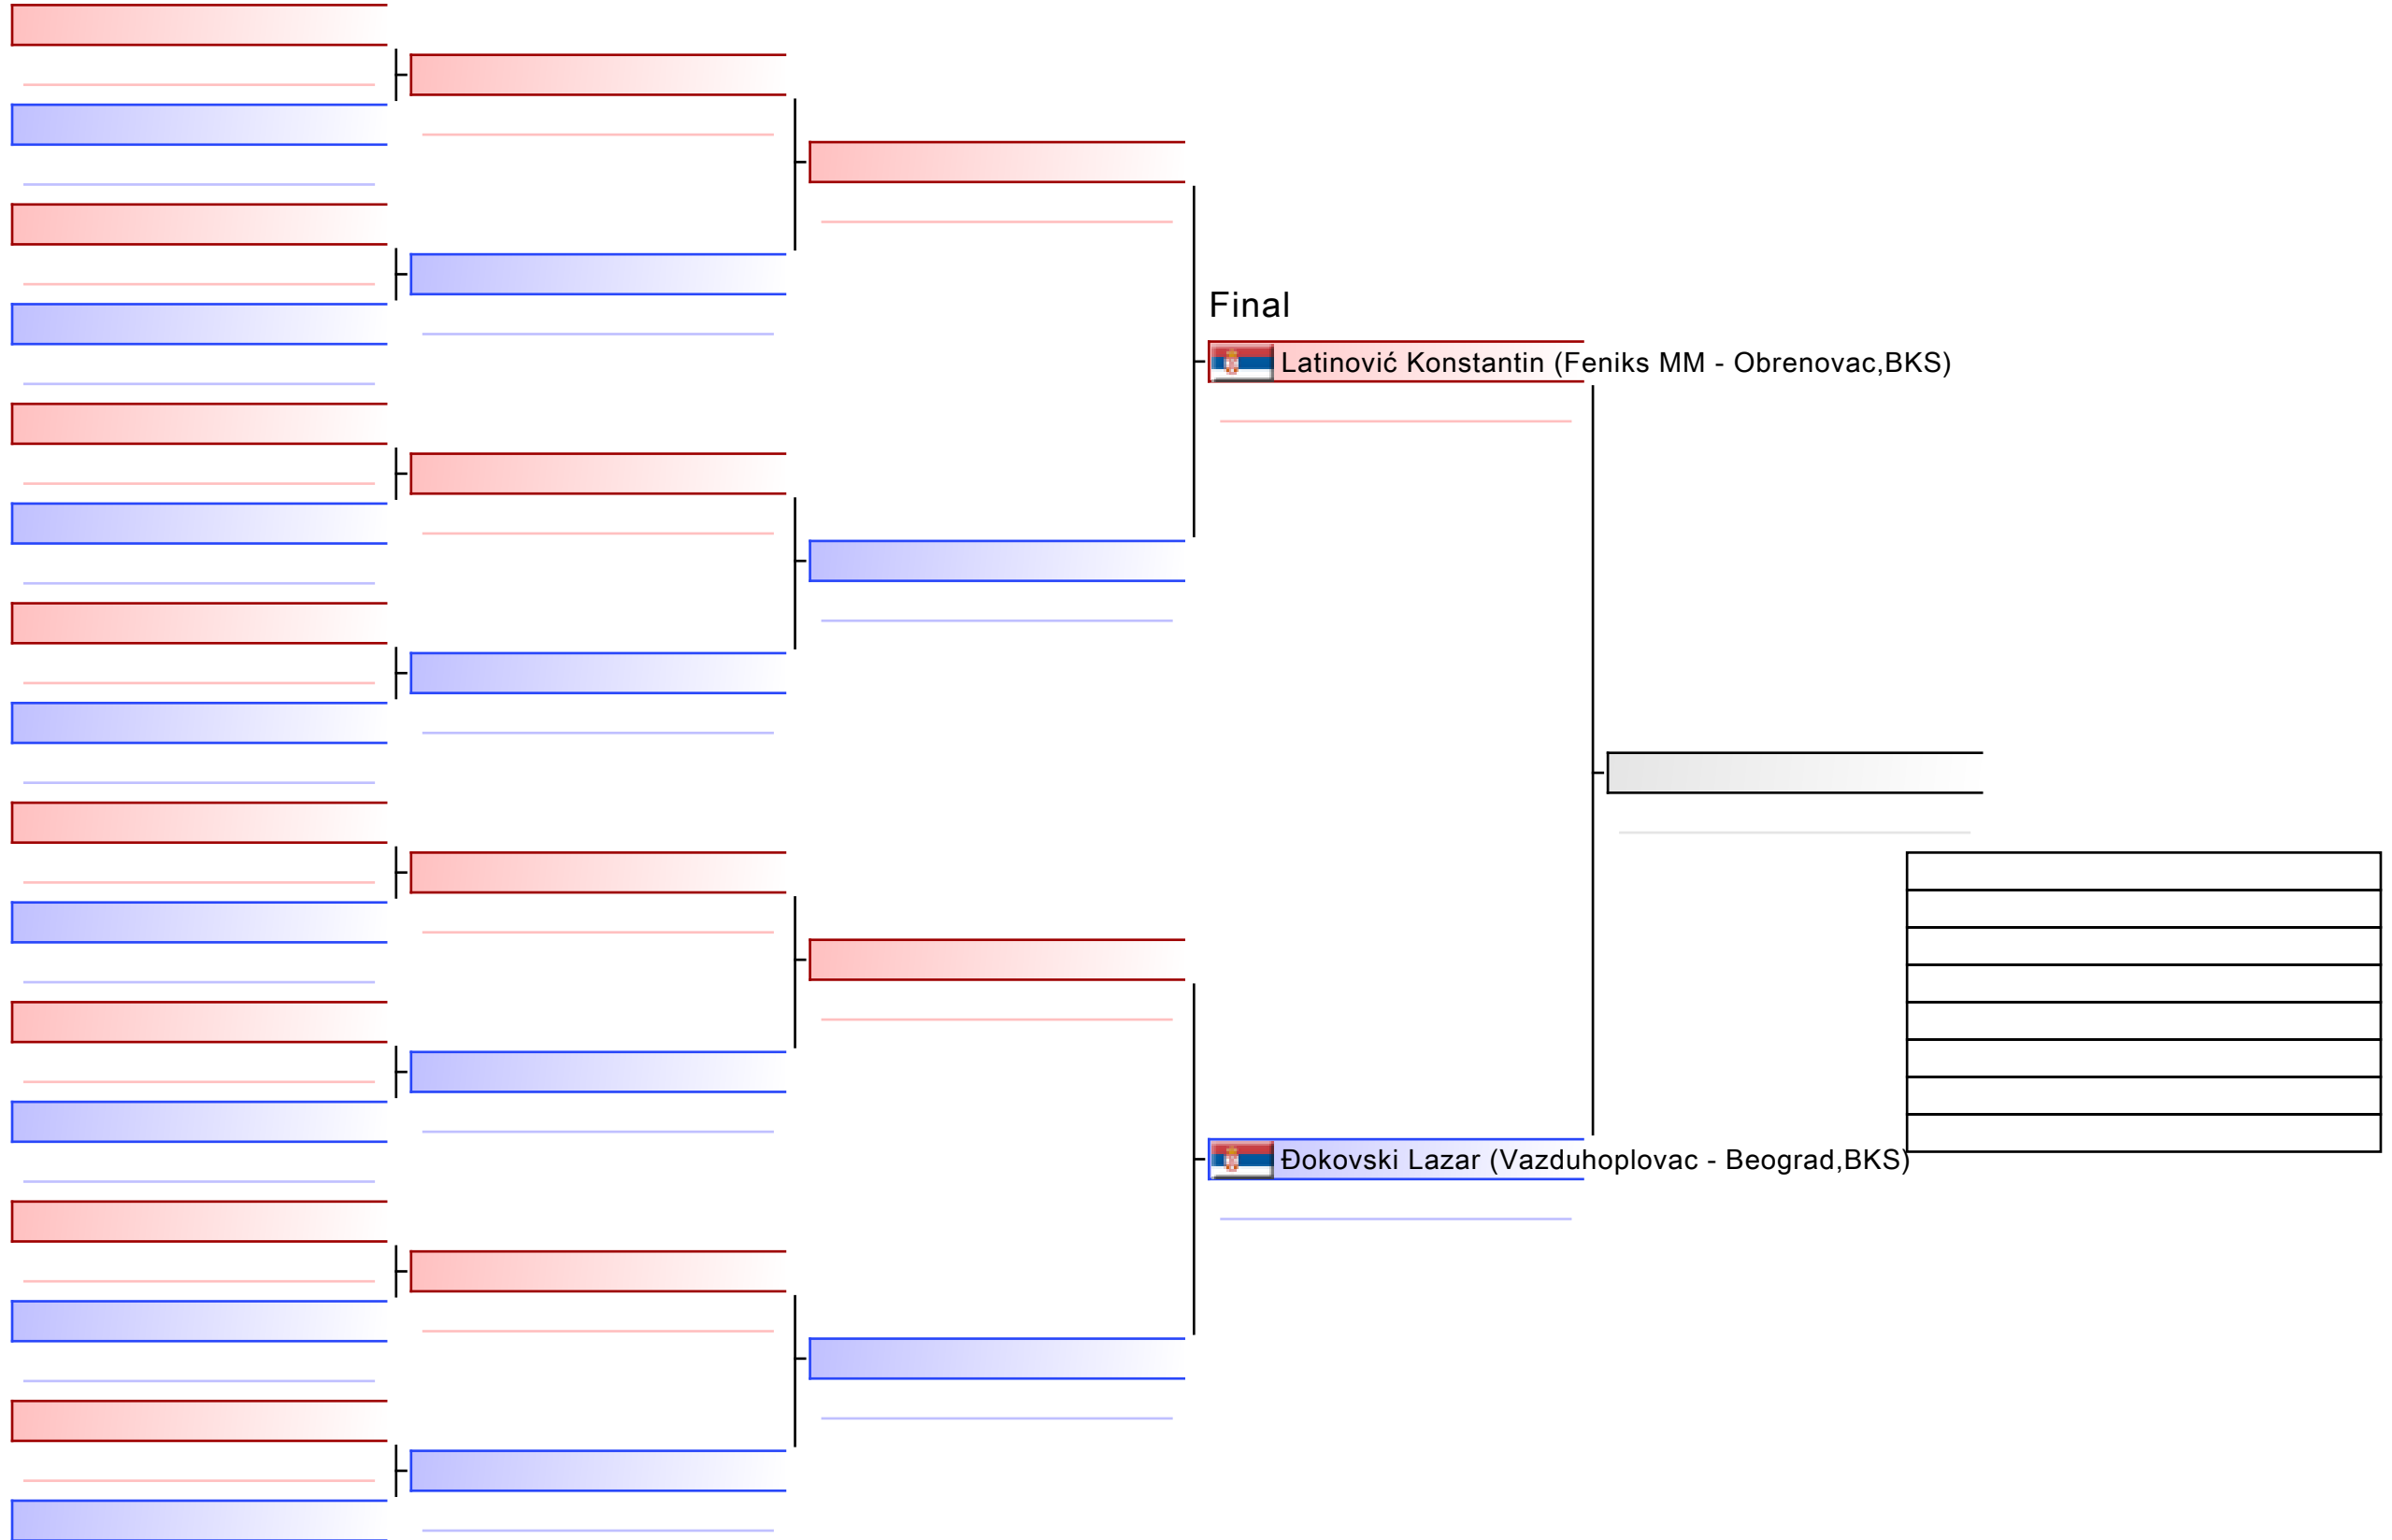 Final
Latinović Konstantin (Feniks MM - Obrenovac,BKS)
Đokovski Lazar (Vazduhoplovac - Beograd,BKS)